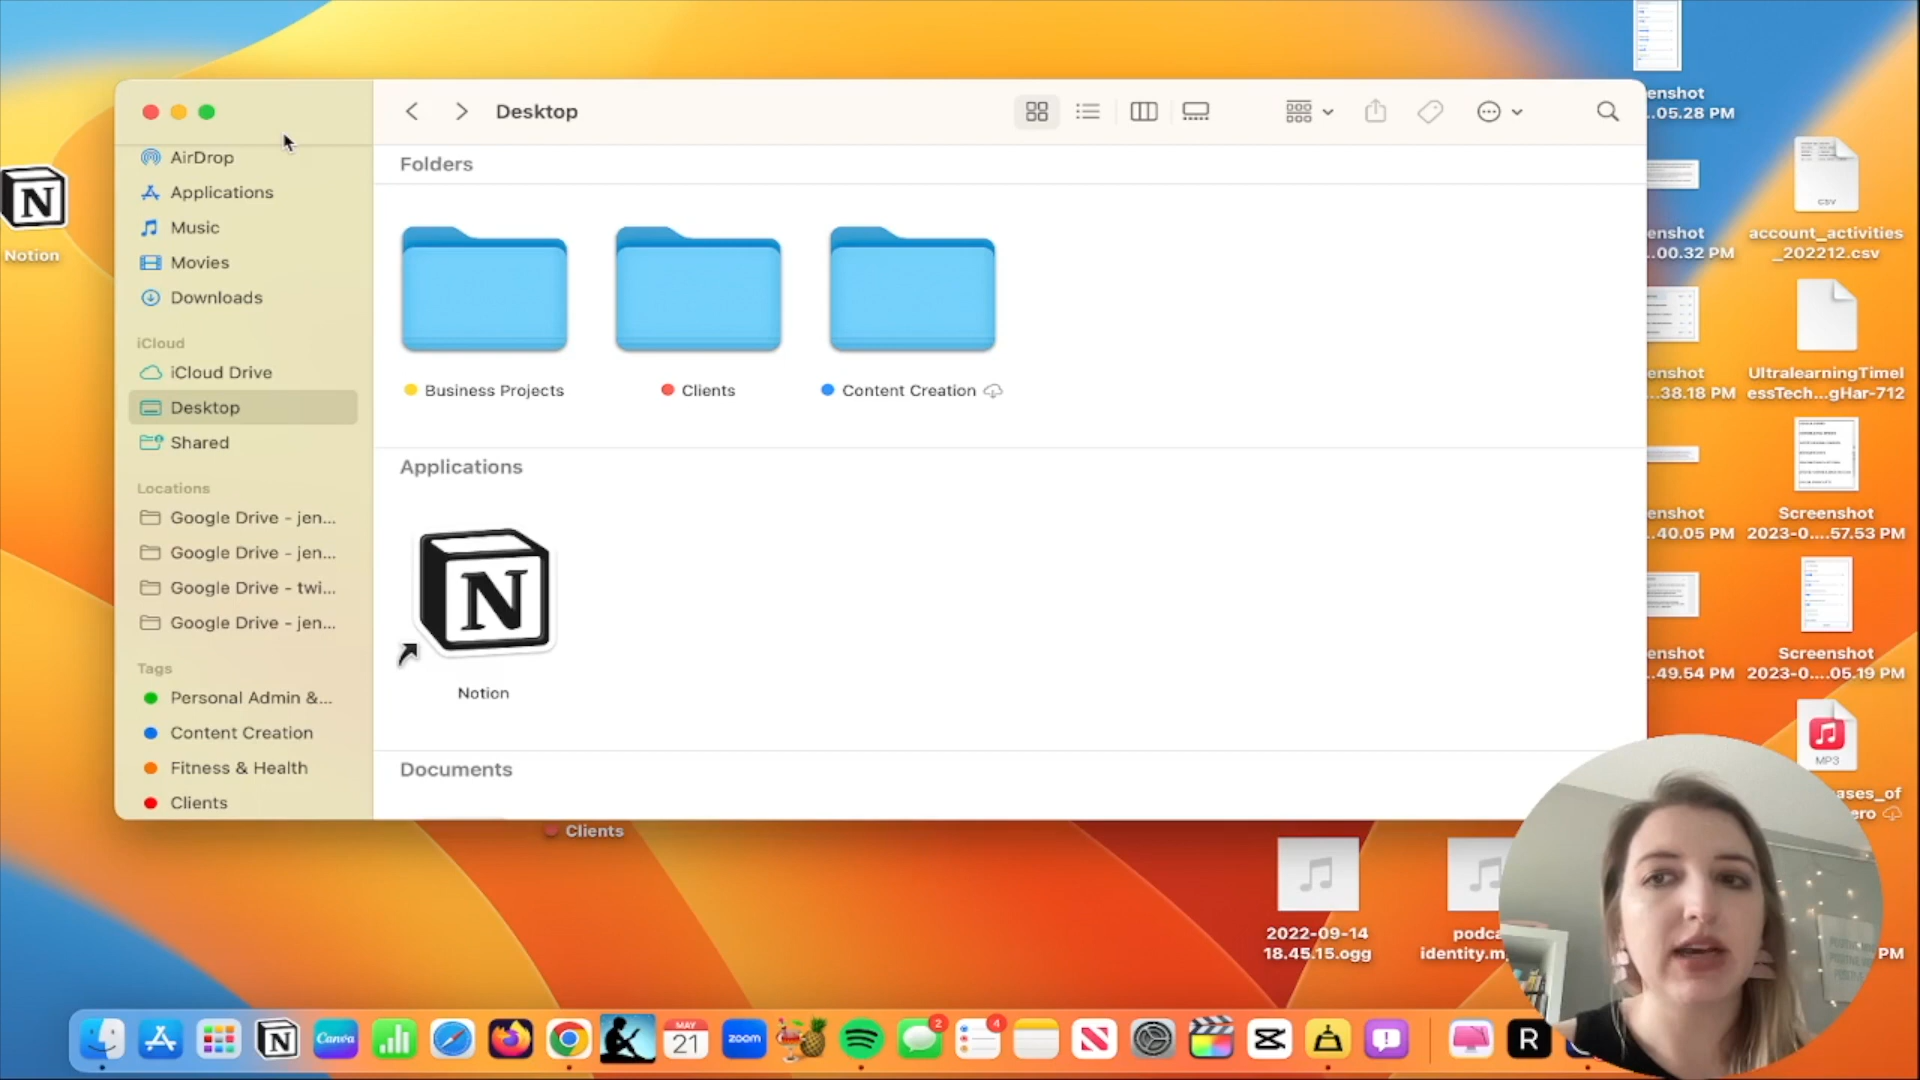 Desktop
AirDrop
Applications
Music
Movies
Downloads
iCloud
iCloud Drive
Desktop
Shared
Locations
Google Drive - jen...
Google Drive - jen...
Google Drive - twi...
Google Drive - jen...
Tags
Personal Admin &...
Content Creation
Fitness & Health
Clients
Folders
Business Projects
Clients
Content Creation
Applications
N
Notion
Documents
N
Notion
Clients
enshot
..05.28 PM
enshot
..00.32 PM
enshot
...38.18 PM
enshot
..40.05 PM
enshot
..49.54 PM
CSV
account_activities
_202212.csv
UltralearningTimel
essTech...gHar-712
Screenshot
2023-0....57.53 PM
Screenshot
2023-0....05.19 PM
MP3
ases_of
ero
PM
2022-09-14
18.45.15.ogg
podca
identity.m
N
Canva
MAY
21
zoom
2
4
R